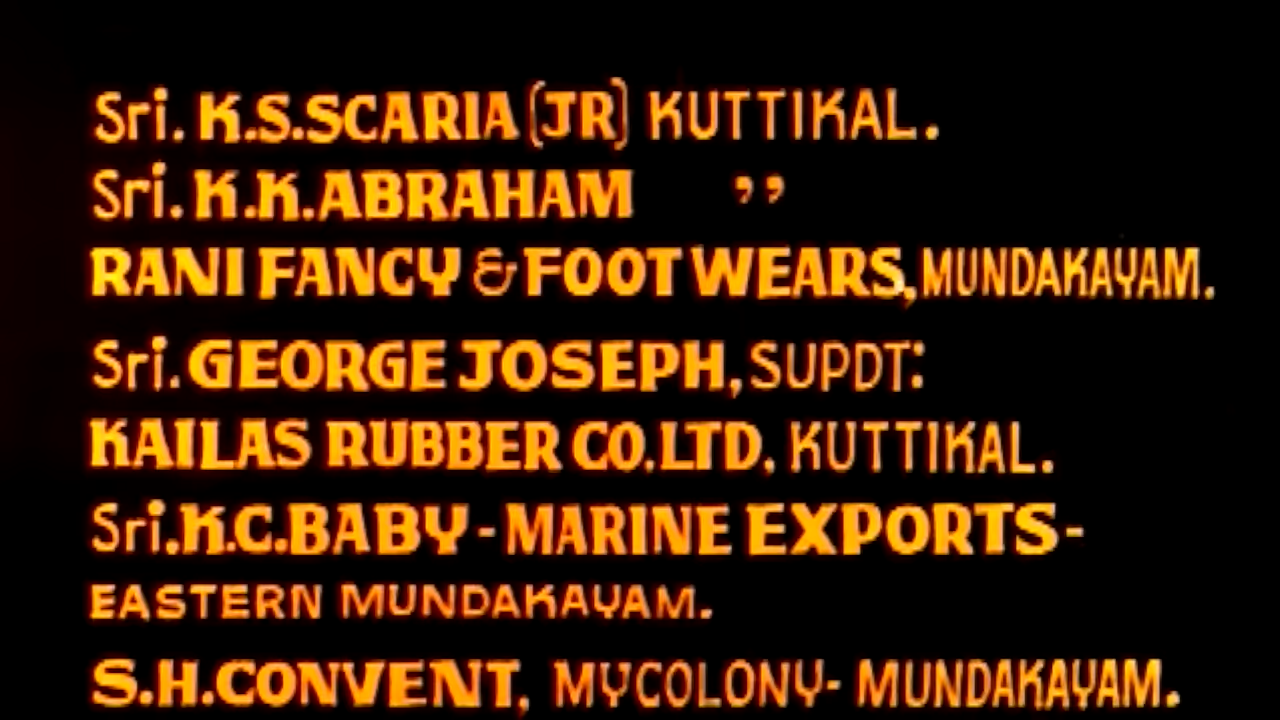 Sri. K.S.SCARIA (JR) KUTTIKAL.
Sri. K.K.ABRAHAM ,,
RANI FANCY & FOOT WEARS, MUNDAKAYAM.
Sri. GEORGE JOSEPH, SUPDT:
KAILAS RUBBER CO.LTD, KUTTIKAL.
Sri. K.C.BABY - MARINE EXPORTS -
EASTERN MUNDAKAYAM.
S.H.CONVENT, MYCOLONY - MUNDAKAYAM.